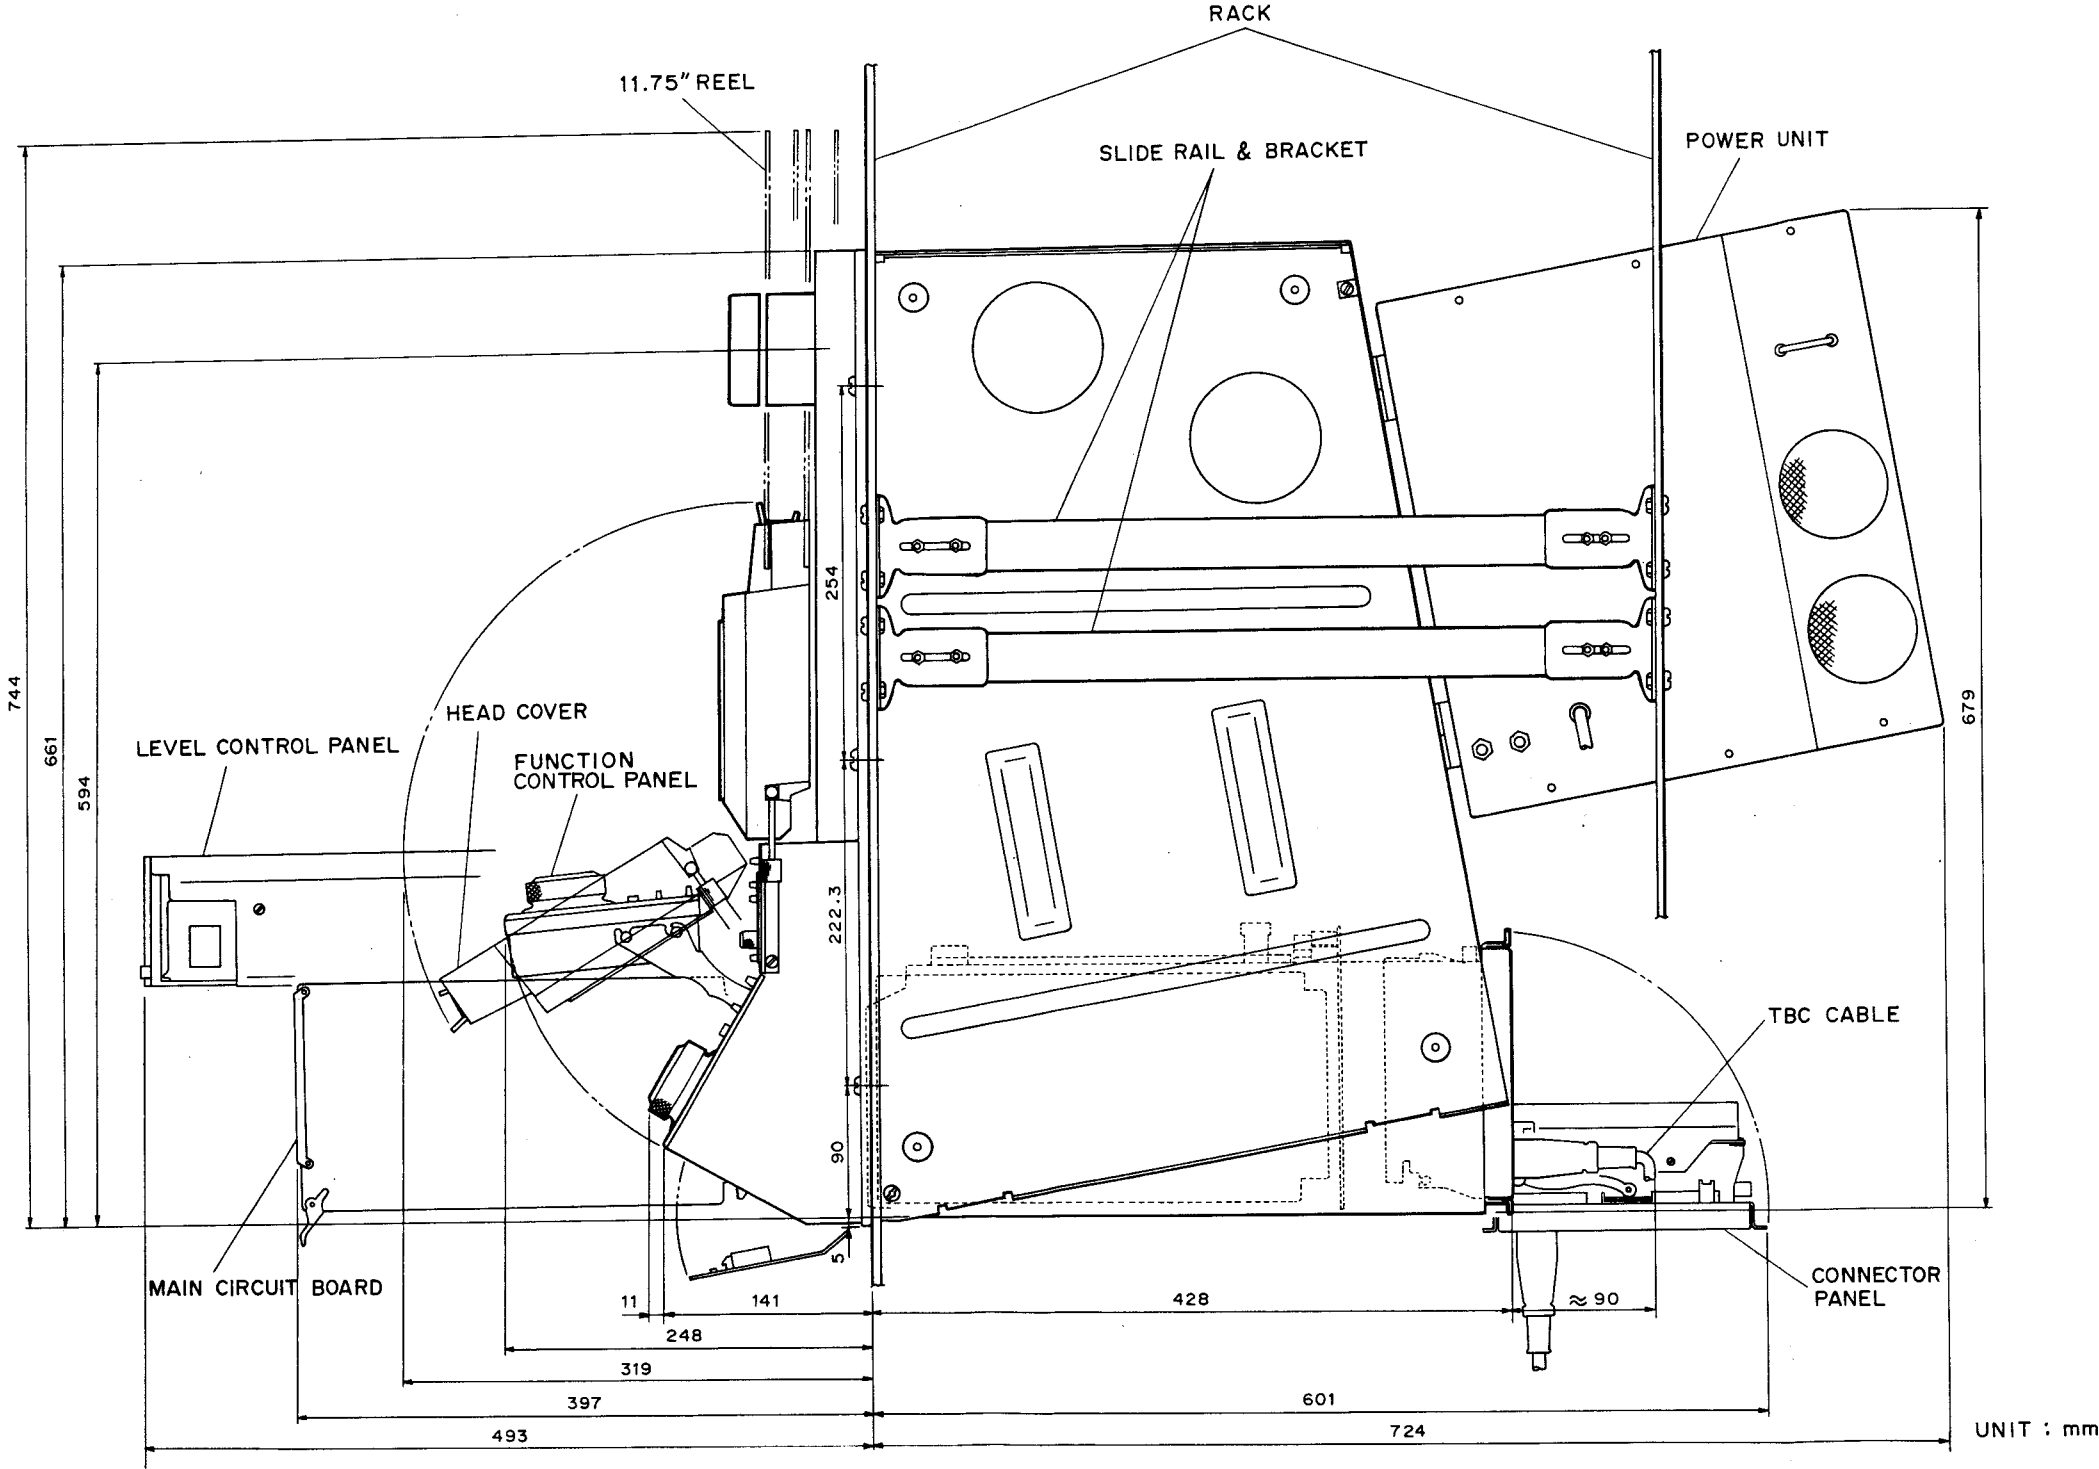 RACK
11.75" REEL
POWER UNIT
SLIDE RAIL & BRACKET
254
744
679
HEAD COVER
661
LEVEL CONTROL PANEL
FUNCTION
CONTROL PANEL
594
222.3
TBC CABLE
90
5
MAIN CIRCUIT BOARD
CONNECTOR
PANEL
11
141
428
≈ 90
248
319
397
601
493
724
UNIT : mm